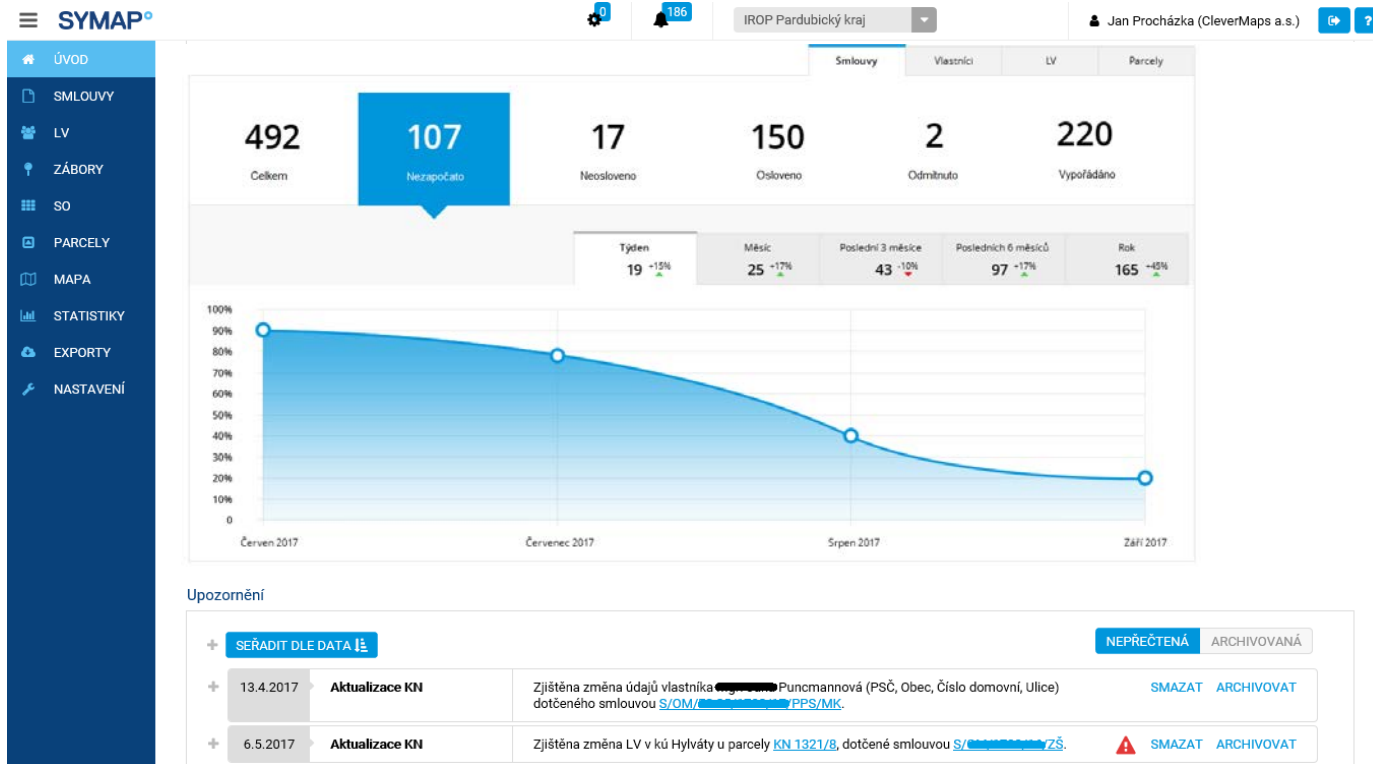 SYMAP°
0
186
IROP Pardubický kraj
Jan Procházka (CleverMaps a.s.)
?
ÚVOD
SMLOUVY
LV
ZÁBORY
SO
PARCELY
MAPA
STATISTIKY
EXPORTY
NASTAVENÍ
Smlouvy Vlastníci LV Parcely
492 107 17 150 2 220
Celkem Nezapočato Neosloveno Osloveno Odmítnuto Vypořádáno
Týden Měsíc Poslední 3 měsíce Posledních 6 měsíců Rok
19 +15% 25 +17% 43 -10% 97 +17% 165 +45%
100%
90%
80%
70%
60%
50%
40%
30%
20%
10%
0
Červen 2017 Červenec 2017 Srpen 2017 Září 2017
Upozornění
SEŘADIT DLE DATA
NEPŘEČTENÁ ARCHIVOVANÁ
13.4.2017 Aktualizace KN Zjištěna změna údajů vlastníka Puncmannová (PSČ, Obec, Číslo domovní, Ulice) SMAZAT ARCHIVOVAT
dotčeného smlouvou S/OM/ /PPS/MK.
6.5.2017 Aktualizace KN Zjištěna změna LV v kú Hylváty u parcely KN 1321/8, dotčené smlouvou S/ /ZŠ. SMAZAT ARCHIVOVAT